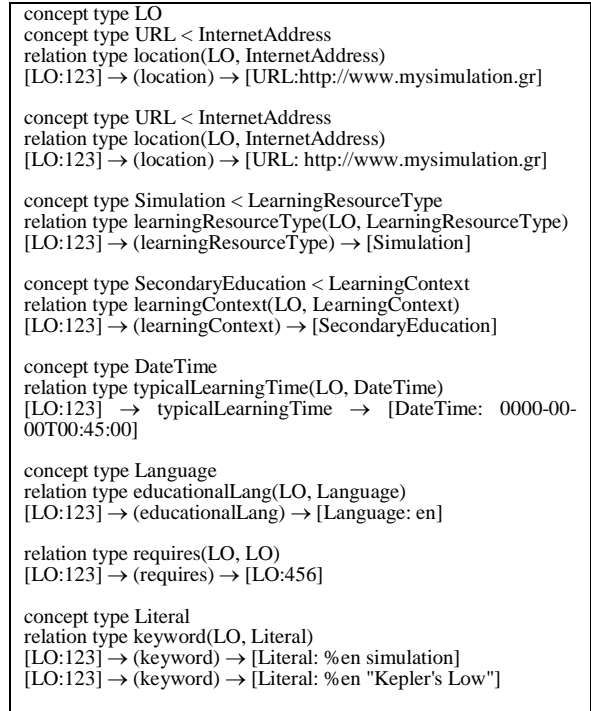 concept type LO
concept type URL < InternetAddress
relation type location(LO, InternetAddress)
[LO:123] → (location) → [URL:http://www.mysimulation.gr]
concept type URL < InternetAddress
relation type location(LO, InternetAddress)
[LO:123] → (location) → [URL: http://www.mysimulation.gr]
concept type Simulation < LearningResourceType
relation type learningResourceType(LO, LearningResourceType)
[LO:123] → (learningResourceType) → [Simulation]
concept type SecondaryEducation < LearningContext
relation type learningContext(LO, LearningContext)
[LO:123] → (learningContext) → [SecondaryEducation]
concept type DateTime
relation type typicalLearningTime(LO, DateTime)
[LO:123] → typicalLearningTime → [DateTime: 0000-00-
00T00:45:00]
concept type Language
relation type educationalLang(LO, Language)
[LO:123] → (educationalLang) → [Language: en]
relation type requires(LO, LO)
[LO:123] → (requires) → [LO:456]
concept type Literal
relation type keyword(LO, Literal)
[LO:123] → (keyword) → [Literal: %en simulation]
[LO:123] → (keyword) → [Literal: %en "Kepler's Low"]